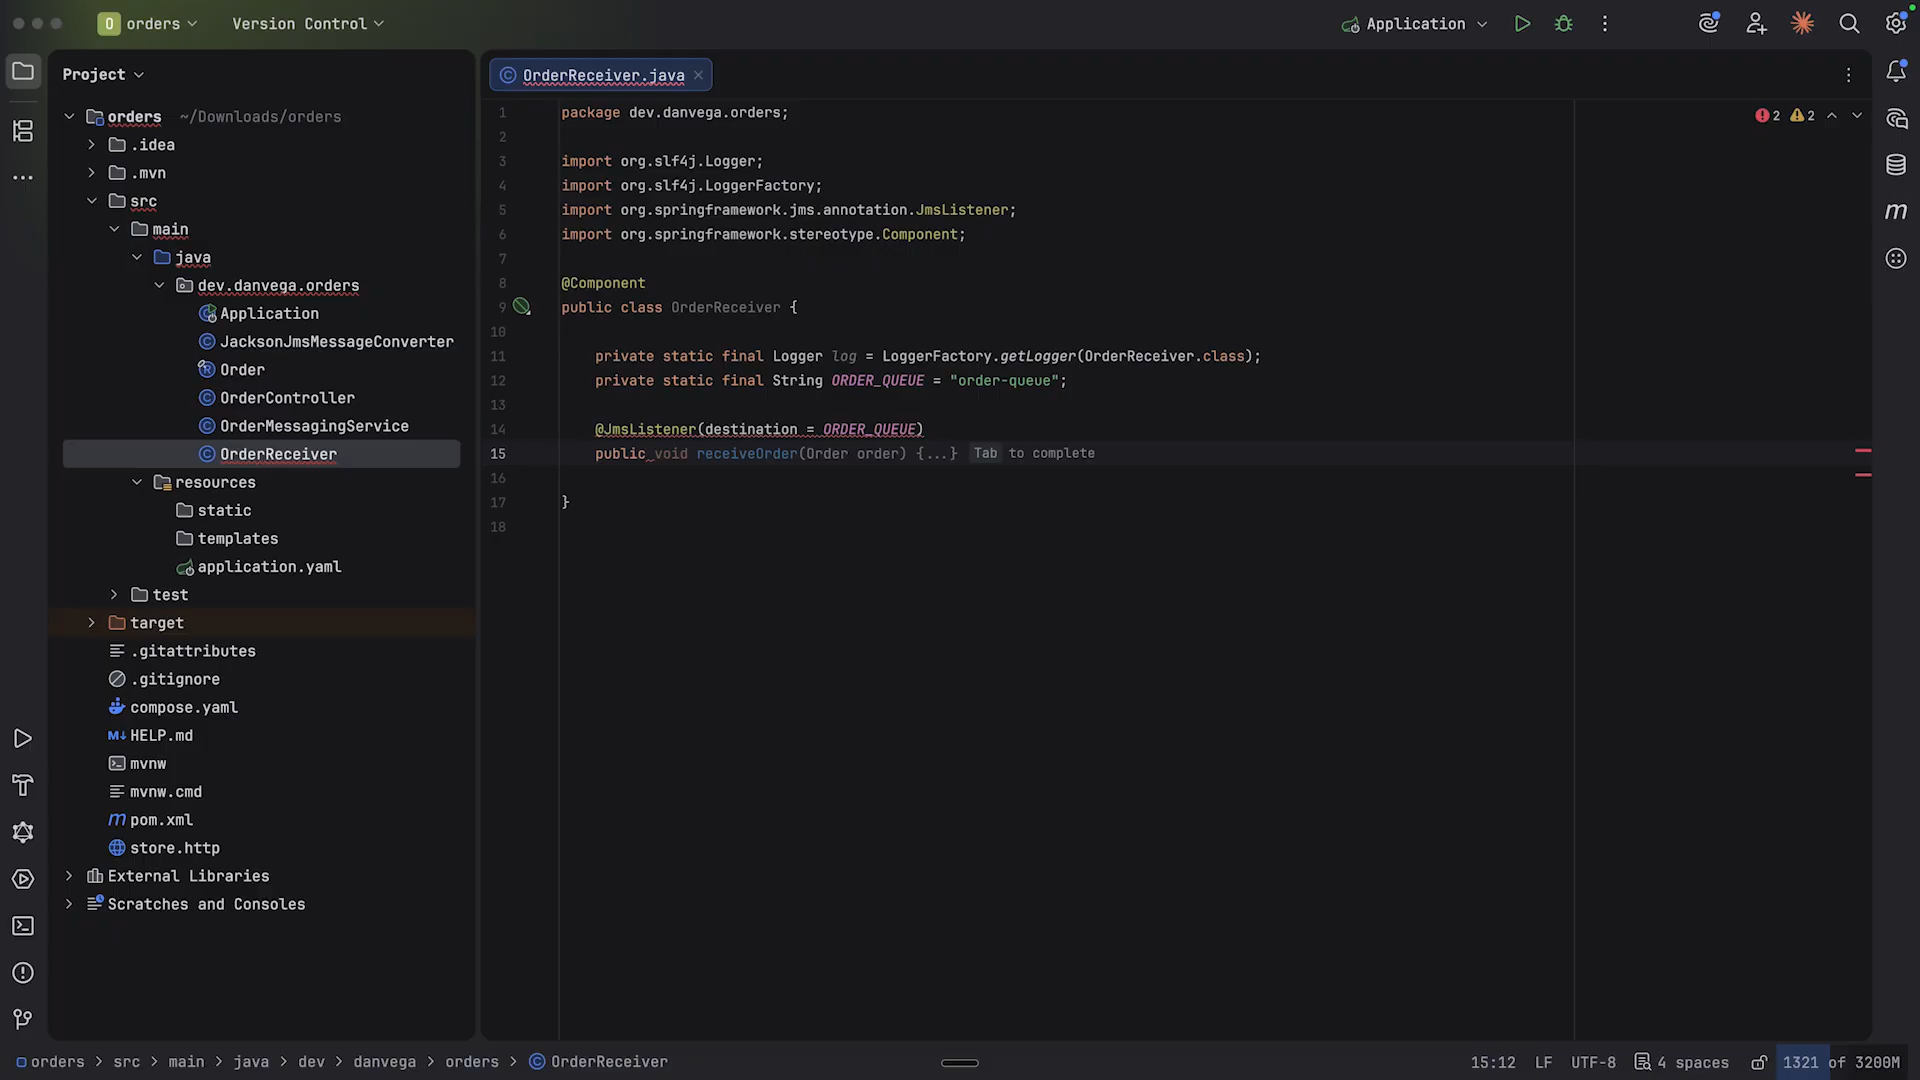 O orders
Version Control
Application
Project
orders ~/Downloads/orders
.idea
.mvn
src
main
java
dev.danvega.orders
Application
JacksonJmsMessageConverter
Order
OrderController
OrderMessagingService
OrderReceiver
resources
static
templates
application.yaml
test
target
.gitattributes
.gitignore
compose.yaml
HELP.md
mvnw
mvnw.cmd
pom.xml
store.http
External Libraries
Scratches and Consoles
OrderReceiver.java
2 2
1 package dev.danvega.orders;
2
3 import org.slf4j.Logger;
4 import org.slf4j.LoggerFactory;
5 import org.springframework.jms.annotation.JmsListener;
6 import org.springframework.stereotype.Component;
7
8 @Component
9 public class OrderReceiver {
10
11 private static final Logger log = LoggerFactory.getLogger(OrderReceiver.class);
12 private static final String ORDER_QUEUE = "order-queue";
13
14 @JmsListener(destination = ORDER_QUEUE)
15 public void receiveOrder(Order order) {...} Tab to complete
16
17 }
18
orders > src > main > java > dev > danvega > orders > OrderReceiver
15:12 LF UTF-8 4 spaces 1321 of 3200M